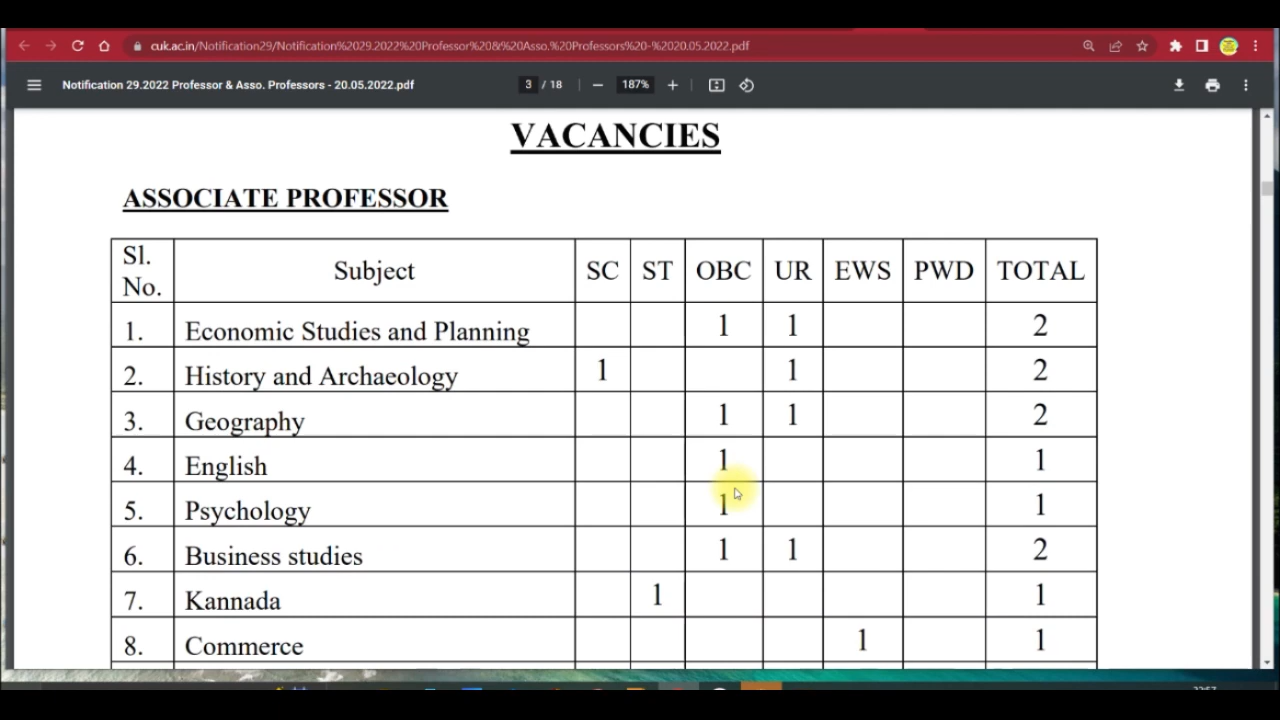 cuk.ac.in/Notification29/Notification%2029.2022%20Professor%20&%20Asso.%20Professors%20-%2020.05.2022.pdf
Notification 29.2022 Professor & Asso. Professors - 20.05.2022.pdf 3 / 18 − 187% +
VACANCIES
ASSOCIATE PROFESSOR
Sl. No. Subject SC ST OBC UR EWS PWD TOTAL
1. Economic Studies and Planning 1 1 2
2. History and Archaeology 1 1 2
3. Geography 1 1 2
4. English 1 1
5. Psychology 1 1
6. Business studies 1 1 2
7. Kannada 1 1
8. Commerce 1 1